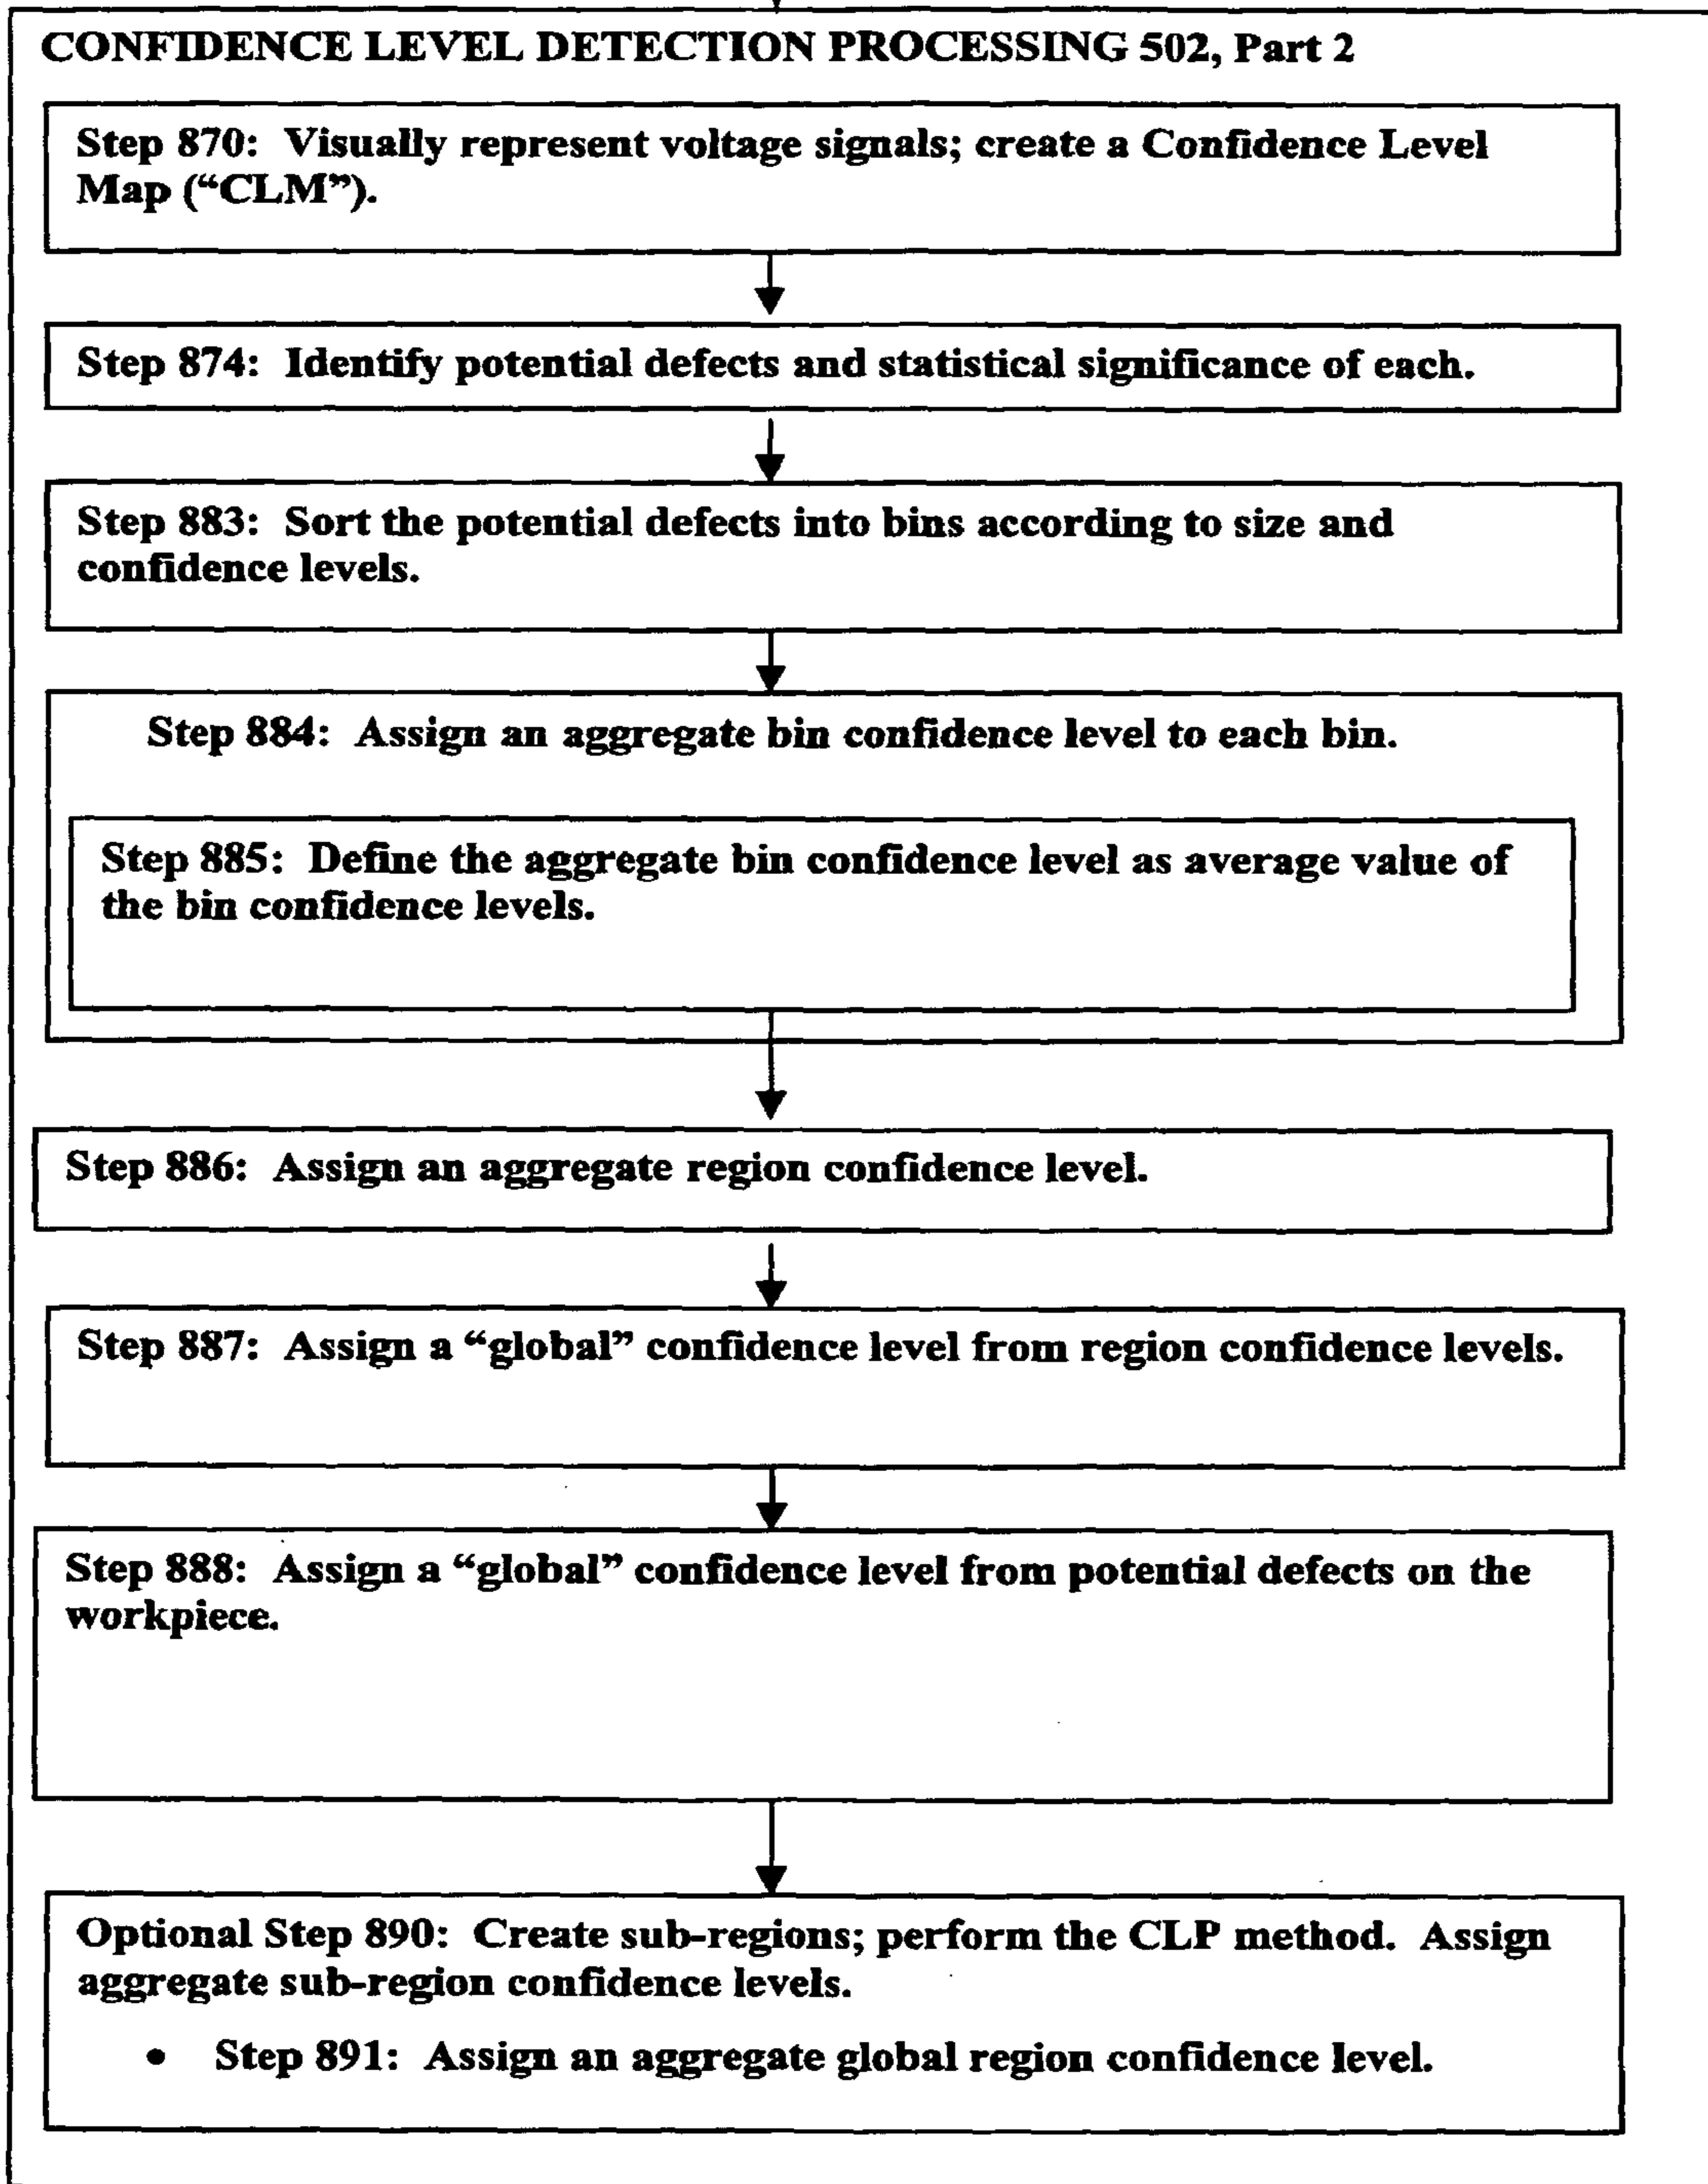 CONFIDENCE LEVEL DETECTION PROCESSING 502, Part 2
Step 870: Visually represent voltage signals; create a Confidence Level
Map (“CLM”).
Step 874: Identify potential defects and statistical significance of each.
Step 883: Sort the potential defects into bins according to size and
confidence levels.
Step 884: Assign an aggregate bin confidence level to each bin.
Step 885: Define the aggregate bin confidence level as average value of
the bin confidence levels.
Step 886: Assign an aggregate region confidence level.
Step 887: Assign a “global” confidence level from region confidence levels.
Step 888: Assign a “global” confidence level from potential defects on the
workpiece.
Optional Step 890: Create sub-regions; perform the CLP method. Assign
aggregate sub-region confidence levels.
• Step 891: Assign an aggregate global region confidence level.